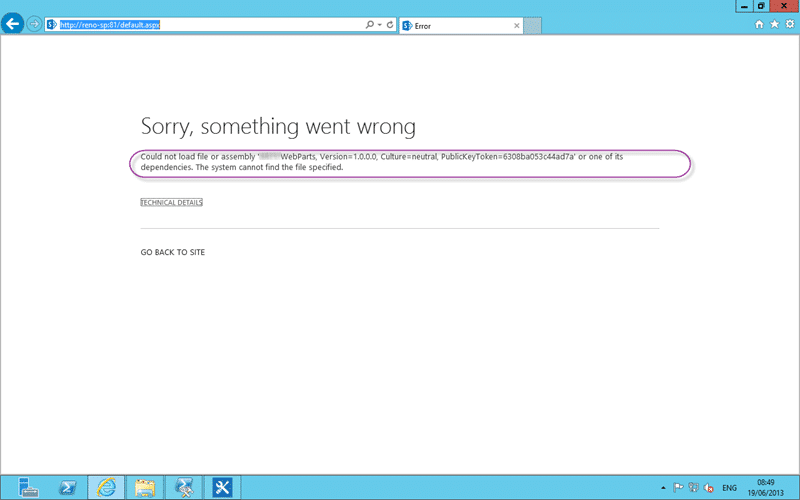 http://reno-sp:81/default.aspx
Error
Sorry, something went wrong
Could not load file or assembly 'WebParts, Version=1.0.0.0, Culture=neutral, PublicKeyToken=6308ba053c44ad7a' or one of its
dependencies. The system cannot find the file specified.
TECHNICAL DETAILS
GO BACK TO SITE
ENG
08:49
19/06/2013